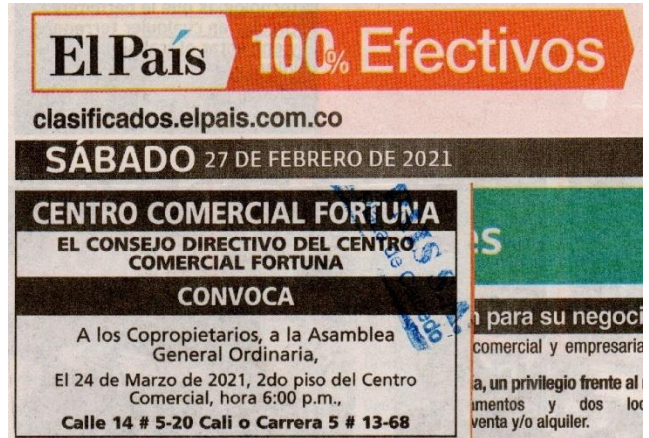 El País 100% Efectivos
clasificados.elpais.com.co
SÁBADO 27 DE FEBRERO DE 2021
CENTRO COMERCIAL FORTUNA
EL CONSEJO DIRECTIVO DEL CENTRO
COMERCIAL FORTUNA
CONVOCA
A los Copropietarios, a la Asamblea
General Ordinaria,
El 24 de Marzo de 2021, 2do piso del Centro
Comercial, hora 6:00 p.m.,
Calle 14 # 5-20 Cali o Carrera 5 # 13-68
es
para su negoci
comercial y empresaria
a, un privilegio frente al
amentos y dos loc
venta y/o alquiler.